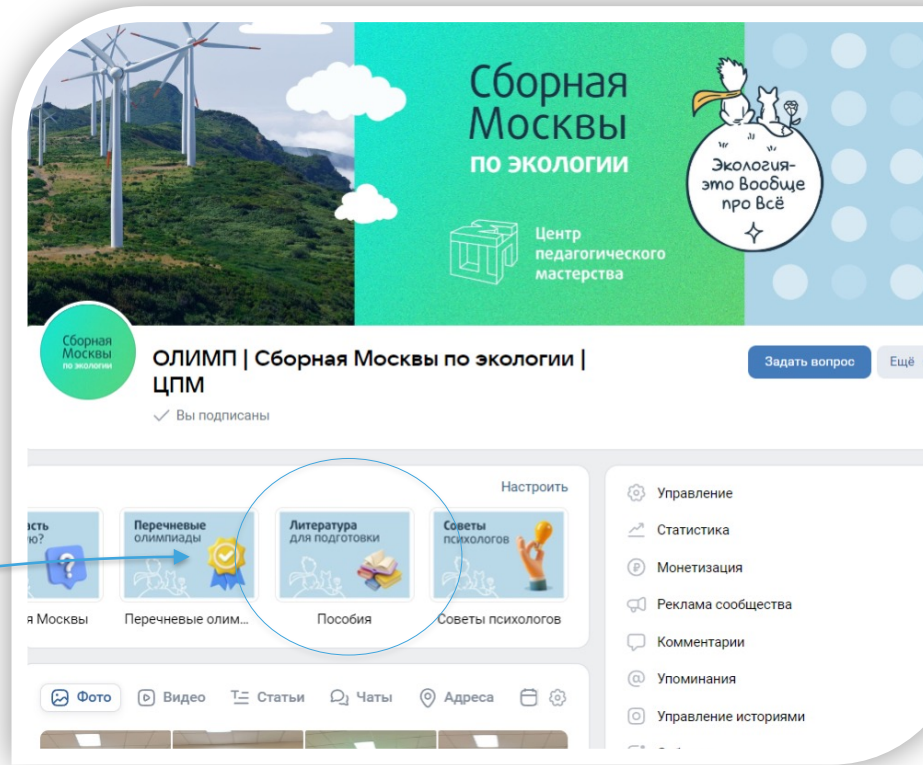 Сборная
Москвы
по экологии
Экология-
это Вообще
про Всё
Центр
педагогического
мастерства
Сборная
Москвы
по экологии
ОЛИМП | Сборная Москвы по экологии |
ЦПМ
Вы подписаны
Задать вопрос
Ещё
Настроить
Перечневые
олимпиады
Литература
для подготовки
Советы
психологов
я Москвы
Перечневые олим...
Пособия
Советы психологов
Фото
Видео
Статьи
Чаты
Адреса
Управление
Статистика
Монетизация
Реклама сообщества
Комментарии
Упоминания
Управление историями